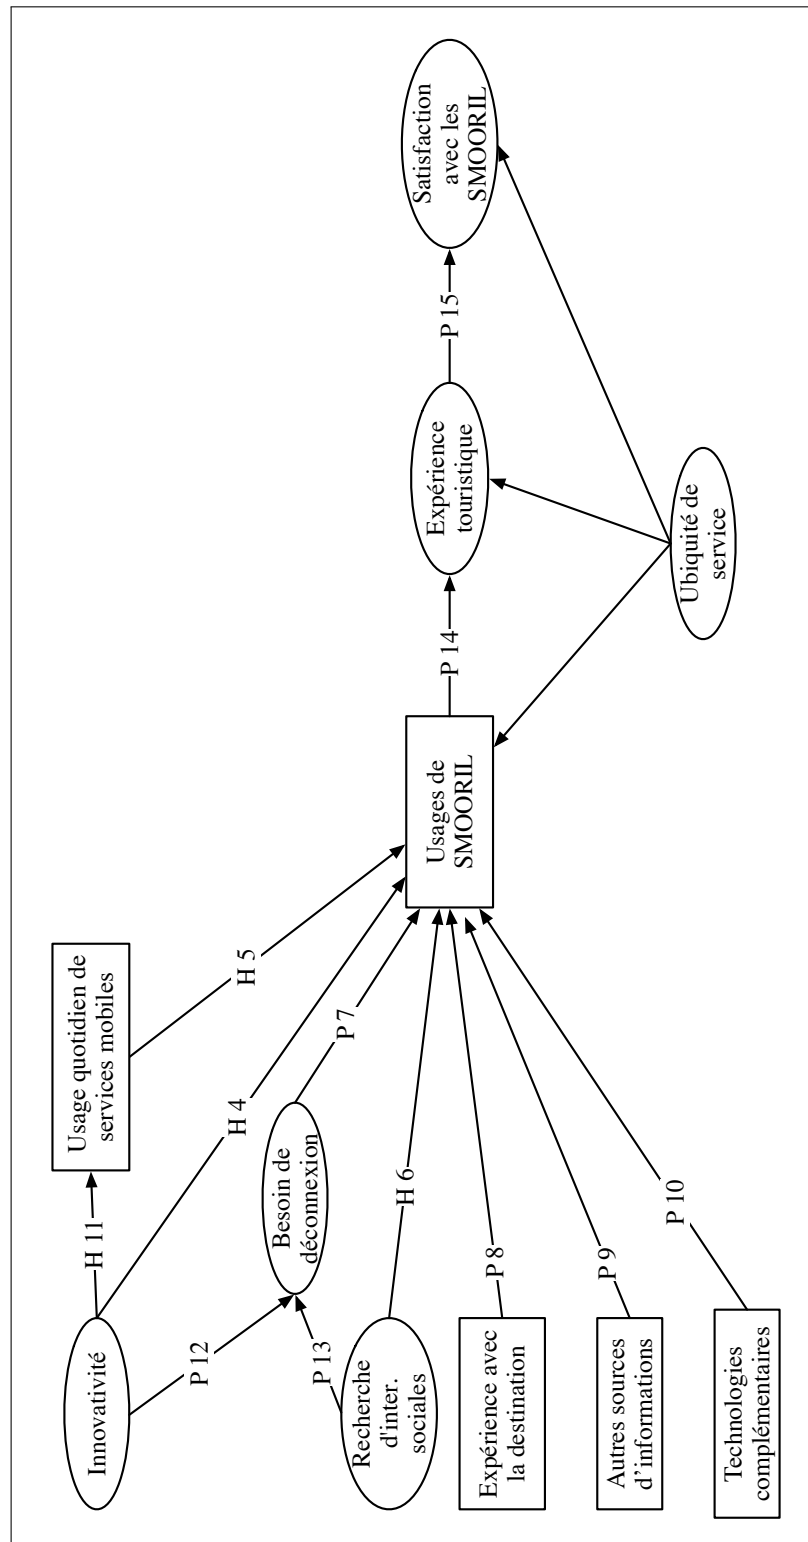 Innovativité
H 11
Usage quotidien de
services mobiles
H 5
H 4
P 12
Besoin de
déconnexion
P 7
P 13
Recherche
d'inter.
sociales
H 6
Expérience avec
la destination
P 8
Autres sources
d’informations
P 9
Technologies
complémentaires
P 10
Usages de
SMOORIL
P 14
Expérience
touristique
P 15
Satisfaction
avec les
SMOORIL
Ubiquité de
service